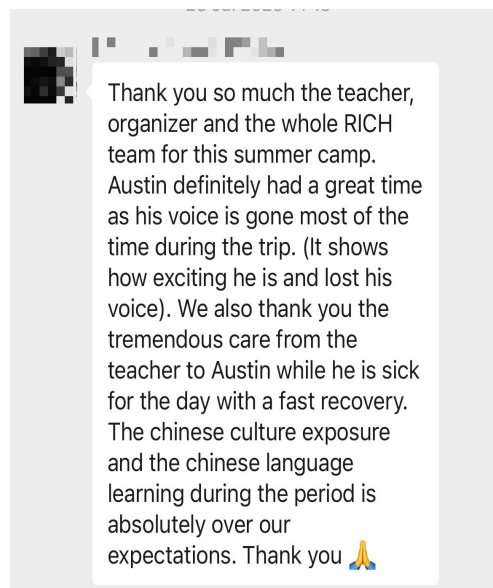 Thank you so much the teacher,
organizer and the whole RICH
team for this summer camp.
Austin definitely had a great time
as his voice is gone most of the
time during the trip. (It shows
how exciting he is and lost his
voice). We also thank you the
tremendous care from the
teacher to Austin while he is sick
for the day with a fast recovery.
The chinese culture exposure
and the chinese language
learning during the period is
absolutely over our
expectations. Thank you 🙏